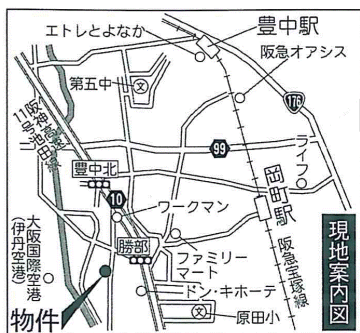 豊中駅
エトレとよなか
阪急オアシス
第五中
文
176
阪神高速
11号池田線
99
ライフ
豊中北
岡町駅
10
ワークマン
勝部
ファミリー
マート
阪急宝塚線
大阪国際空港
(伊丹空港)
ドン・キホーテ
物件
原田小
文
現地案内図